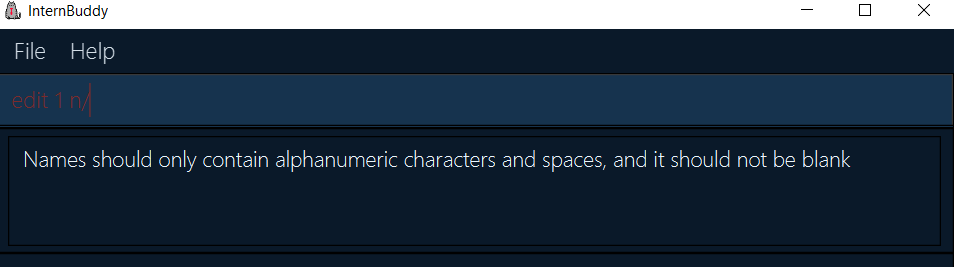 InternBuddy
File Help
edit 1 n/
Names should only contain alphanumeric characters and spaces, and it should not be blank